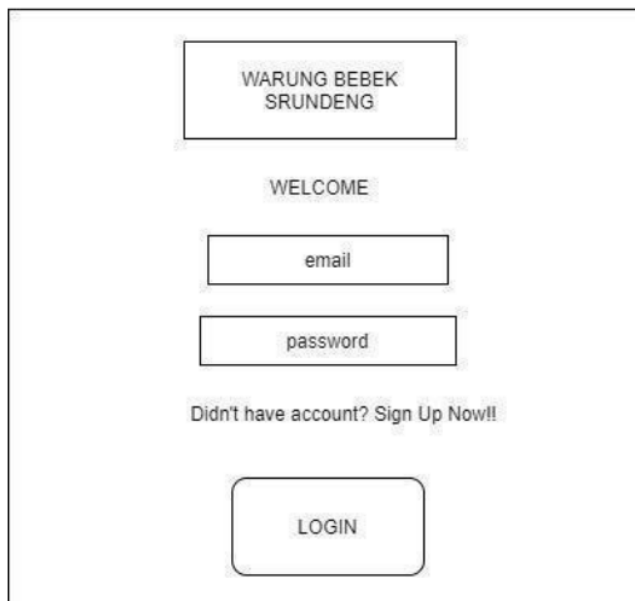 WARUNG BEBEK
SRUNDENG
WELCOME
email
password
Didn't have account? Sign Up Now!!
LOGIN